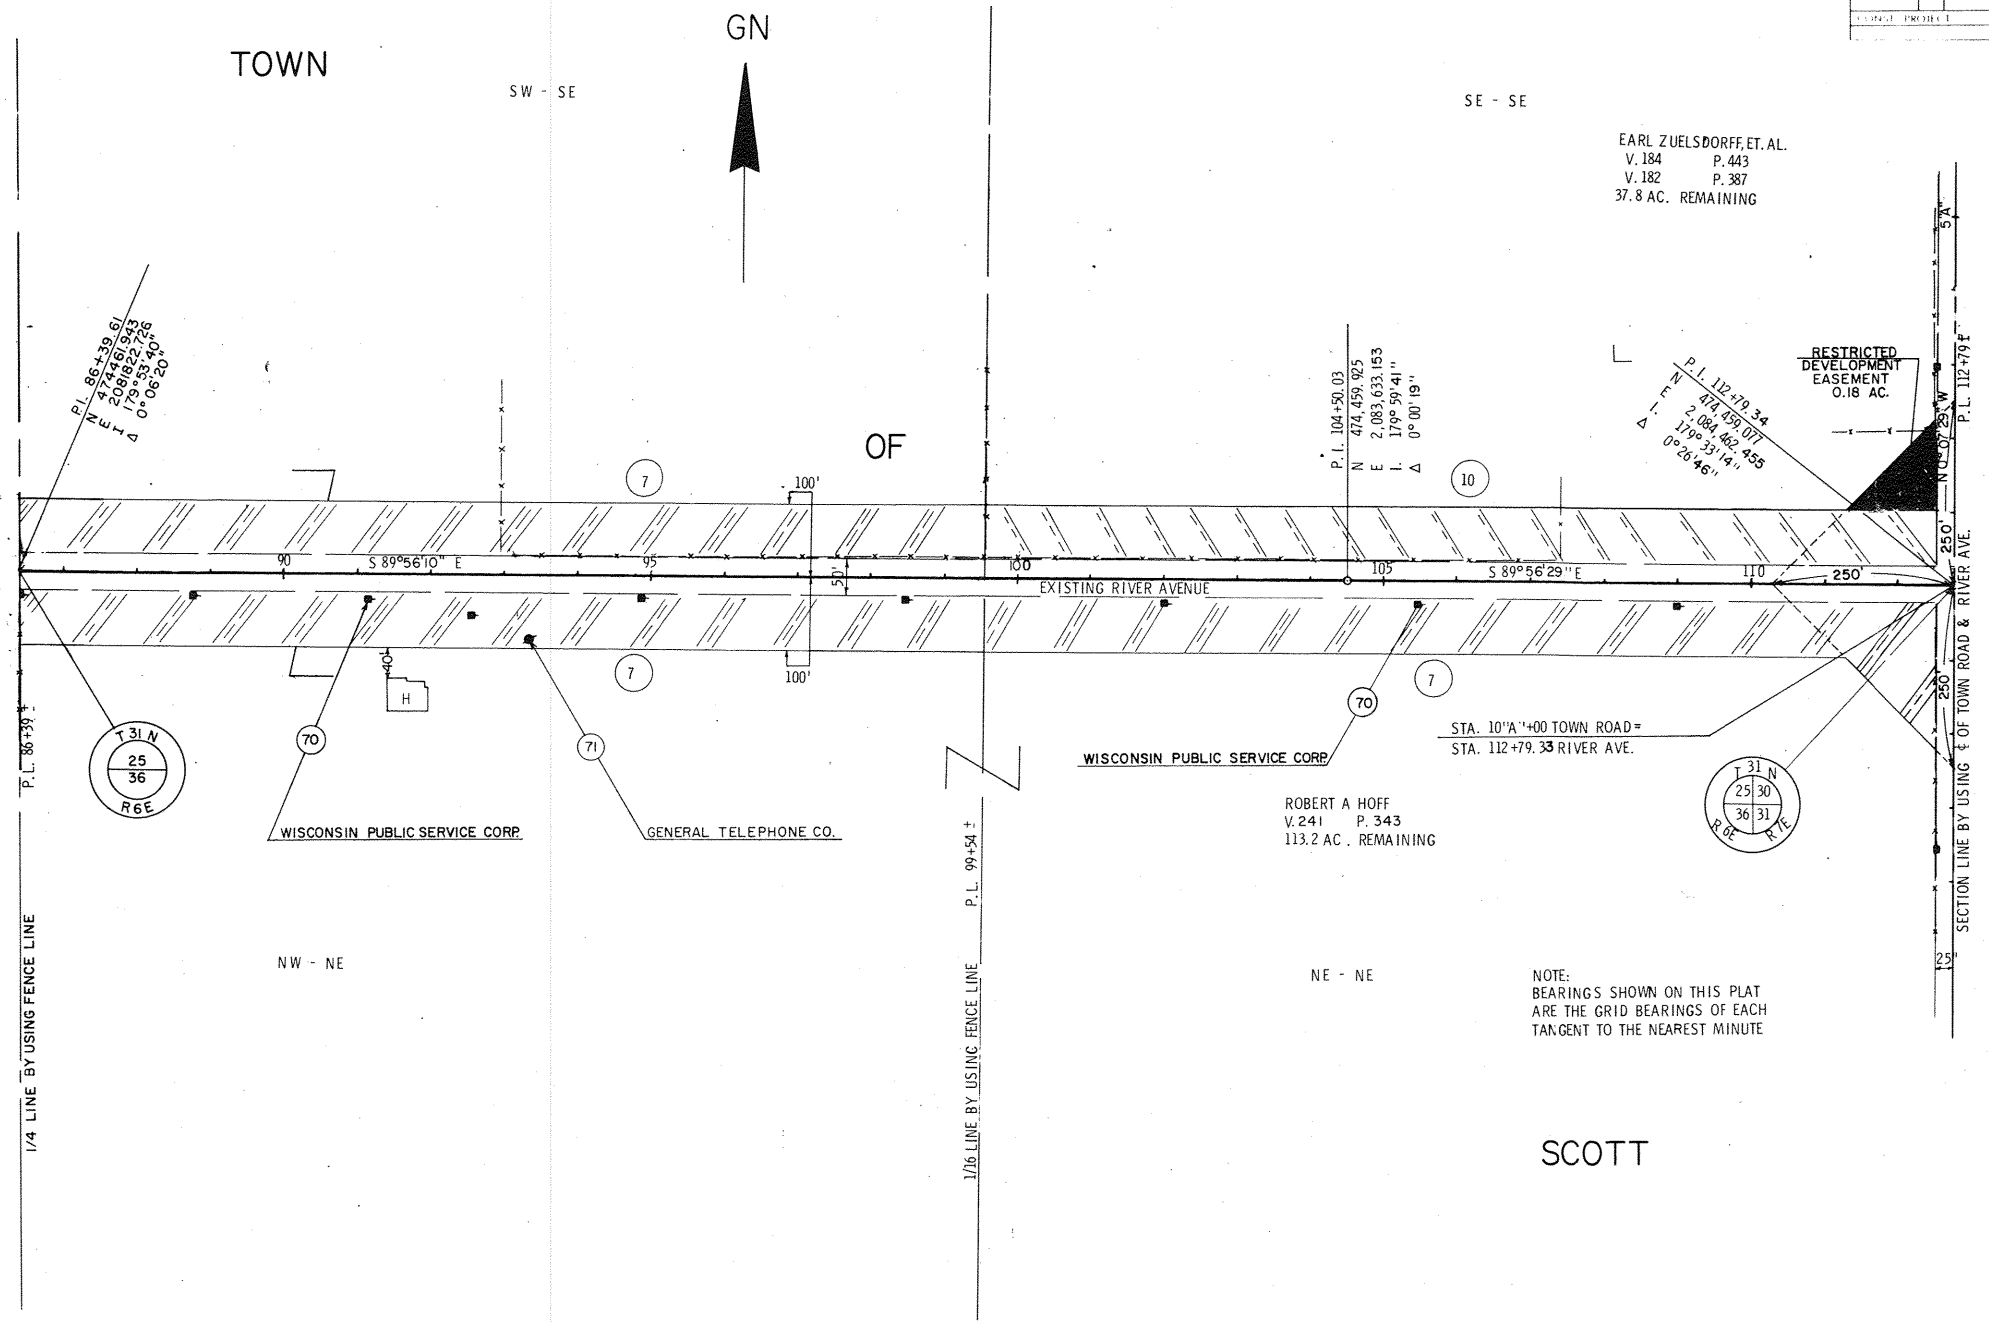 CONST. PROJECT
GN
TOWN
SW - SE
SE - SE
EARL ZUELSDORFF, ET. AL.
V. 184 P. 443
V. 182 P. 387
37.8 AC. REMAINING
5"A"
P.I. 86+39.61
N 474461.943
E 2081822.726
I 179°53'40"
Δ 0°06'20"
P. I. 104+50.03
N 474,459.925
E 2,083,633.153
I. 179° 59'41"
Δ 0° 00'19"
P. I. 112+79.34
N 474,459.077
E 2,084,462.455
I. 179°33'14"
Δ 0°26'46"
RESTRICTED
DEVELOPMENT
EASEMENT
0.18 AC.
N 0°07'29" W
P.L. 112+79±
OF
7
100'
10
250'
90
S 89°56'10" E
95
100
105
S 89°56'29" E
110
250'
50'
EXISTING RIVER AVENUE
40'
H
7
100'
7
250'
P.L. 86+39 ±
T 31 N
25
36
R 6 E
70
71
70
WISCONSIN PUBLIC SERVICE CORP.
GENERAL TELEPHONE CO.
WISCONSIN PUBLIC SERVICE CORP.
STA. 10"A"+00 TOWN ROAD =
STA. 112+79.33 RIVER AVE.
T 31 N
25 30
36 31
R 6E R 7E
ROBERT A HOFF
V. 241 P. 343
113.2 AC. REMAINING
P.L. 99+54 ±
SECTION LINE BY USING ℄ OF TOWN ROAD & RIVER AVE.
25'
NW - NE
NE - NE
NOTE:
BEARINGS SHOWN ON THIS PLAT
ARE THE GRID BEARINGS OF EACH
TANGENT TO THE NEAREST MINUTE
1/4 LINE BY USING FENCE LINE
1/16 LINE BY USING FENCE LINE
SCOTT